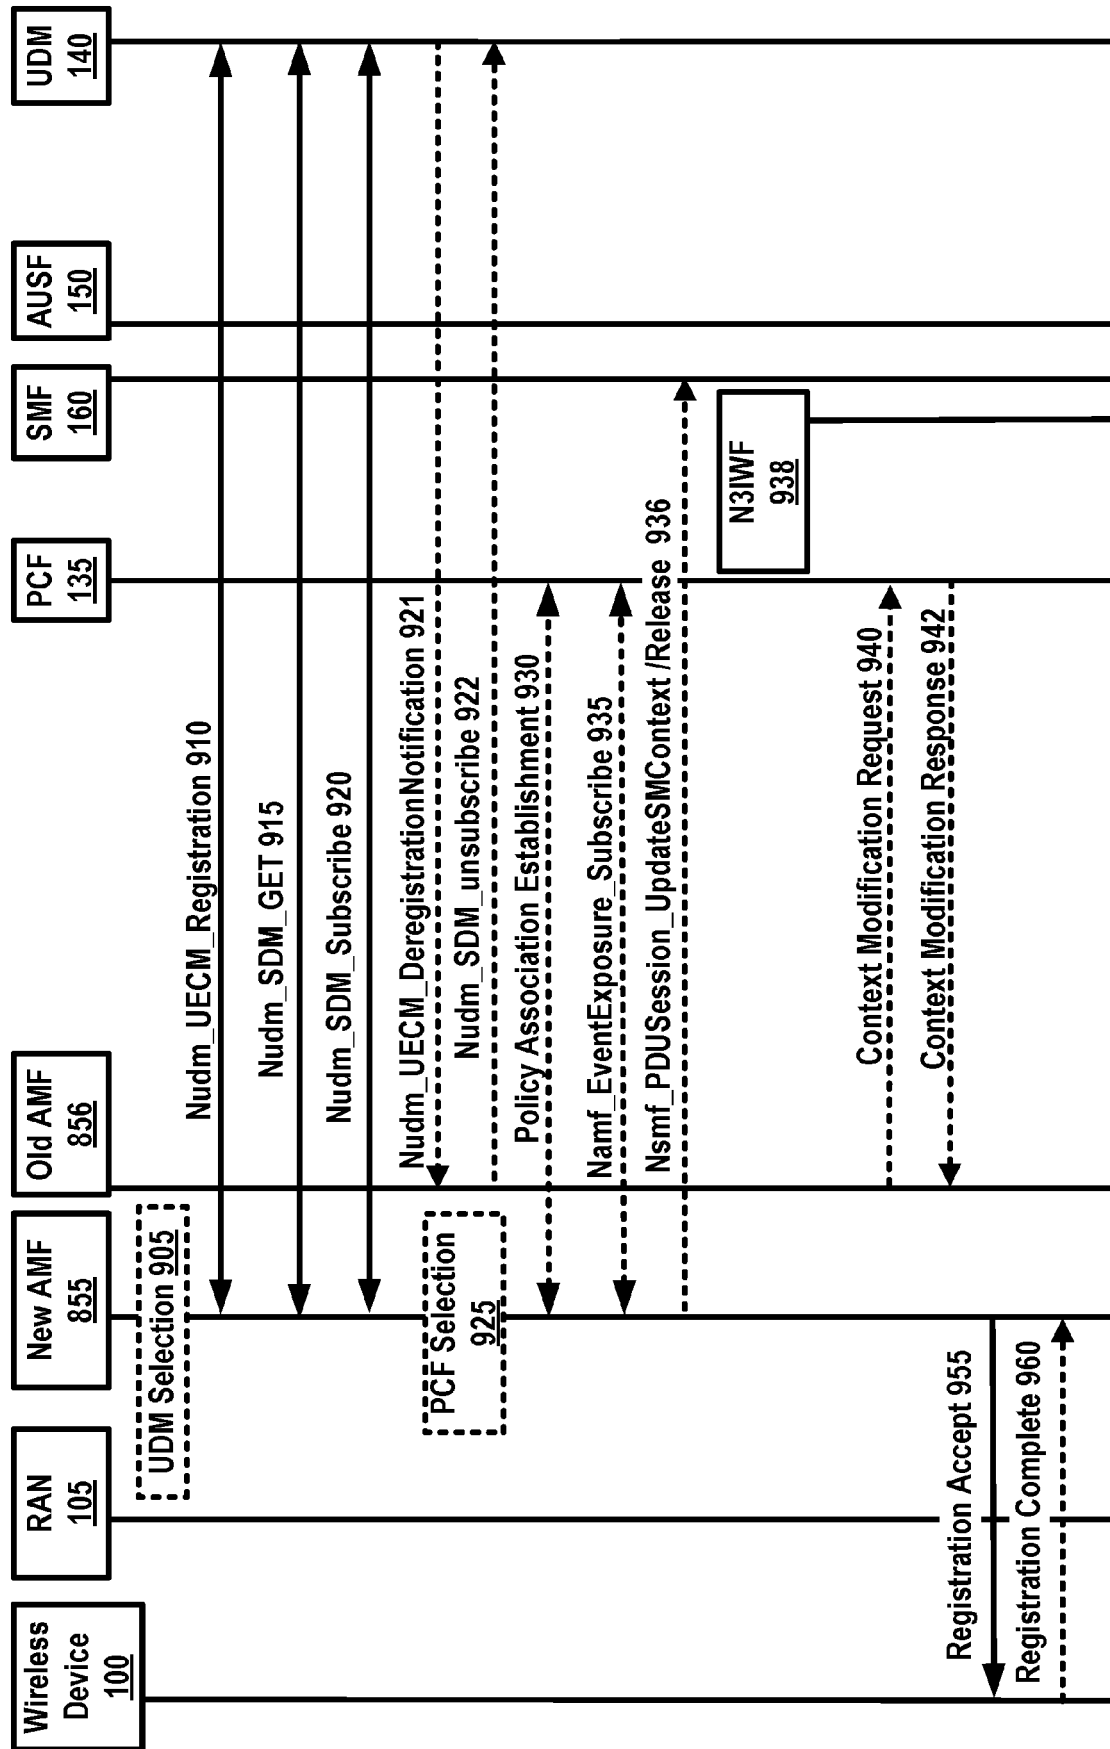 Wireless
Device
100
RAN
105
New AMF
855
Old AMF
856
PCF
135
SMF
160
AUSF
150
UDM
140
UDM Selection 905
Nudm_UECM_Registration 910
Nudm_SDM_GET 915
Nudm_SDM_Subscribe 920
Nudm_UECM_DeregistrationNotification 921
Nudm_SDM_unsubscribe 922
PCF Selection
925
Policy Association Establishment 930
Namf_EventExposure_Subscribe 935
Nsmf_PDUSession_UpdateSMContext /Release 936
N3IWF
938
Context Modification Request 940
Context Modification Response 942
Registration Accept 955
Registration Complete 960